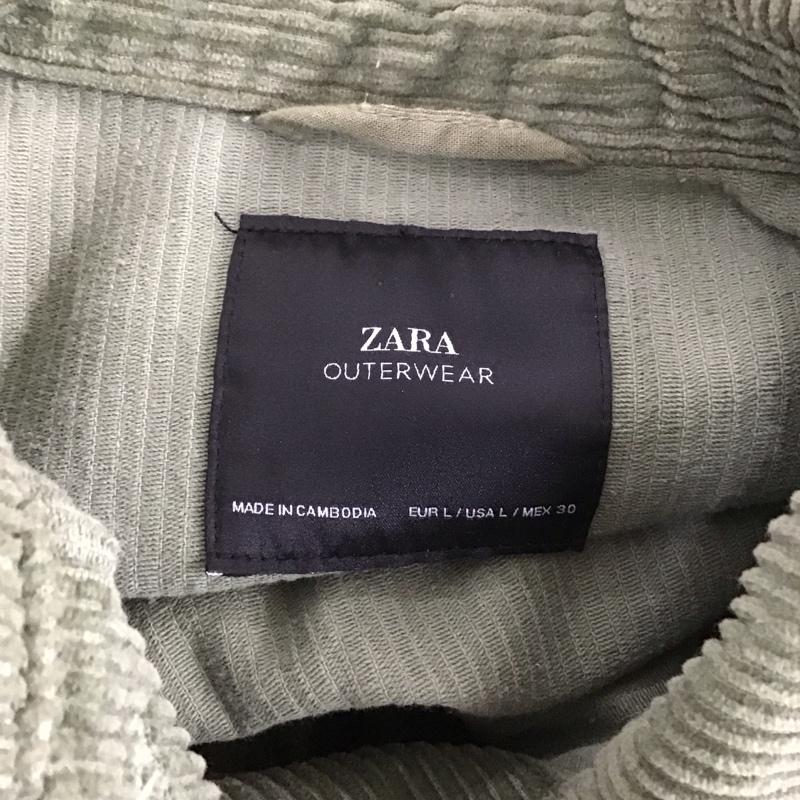 ZARA
OUTERWEAR
MADE IN CAMBODIA EUR L / USA L / MEX 30